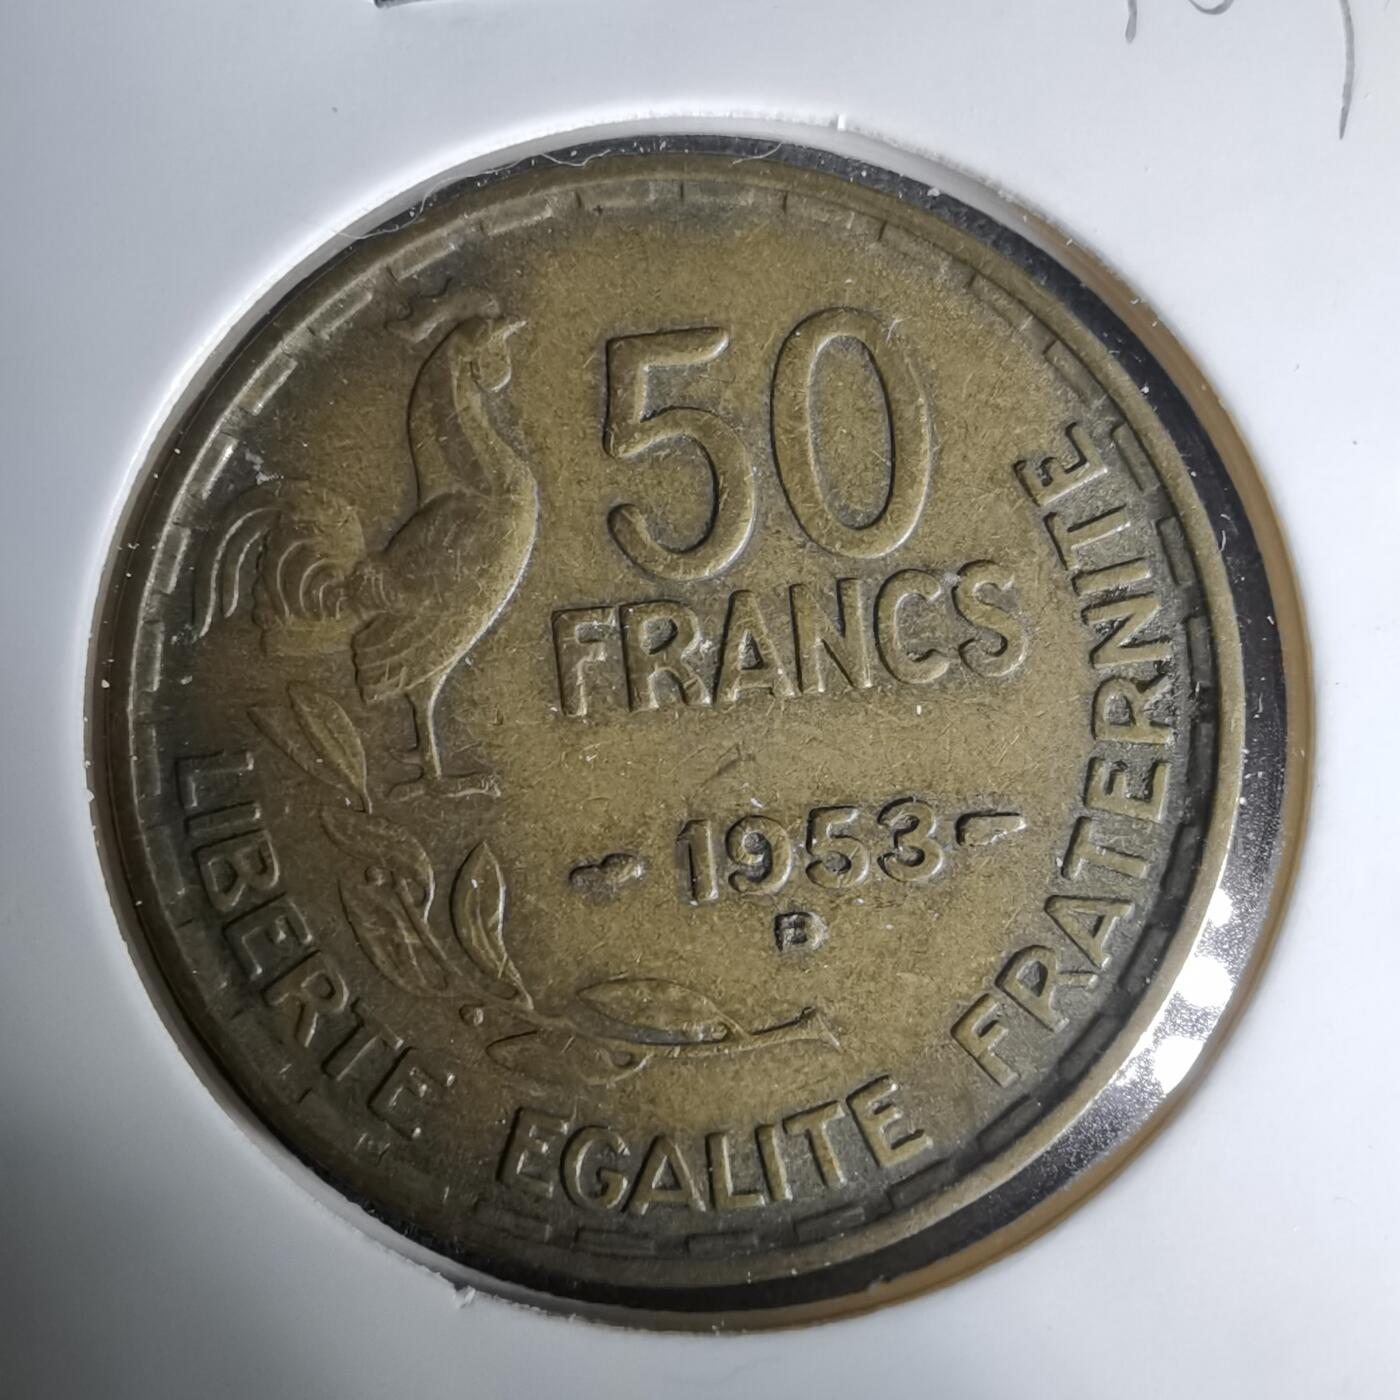 50
FRANCS
-1953-
B
LIBERTE EGALITE FRATERNITE